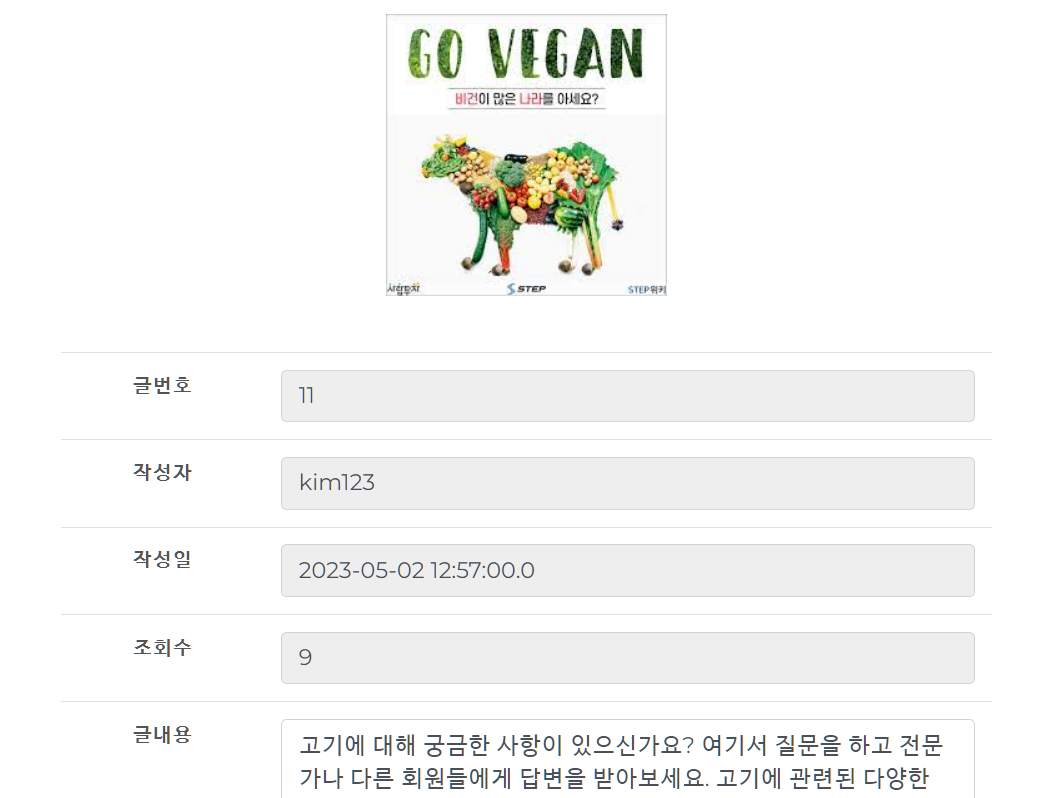 GO VEGAN
비건이 많은 나라를 아세요?
사람투자
STEP
STEP위키
글번호
11
작성자
kim123
작성일
2023-05-02 12:57:00.0
조회수
9
글내용
고기에 대해 궁금한 사항이 있으신가요? 여기서 질문을 하고 전문
가나 다른 회원들에게 답변을 받아보세요. 고기에 관련된 다양한